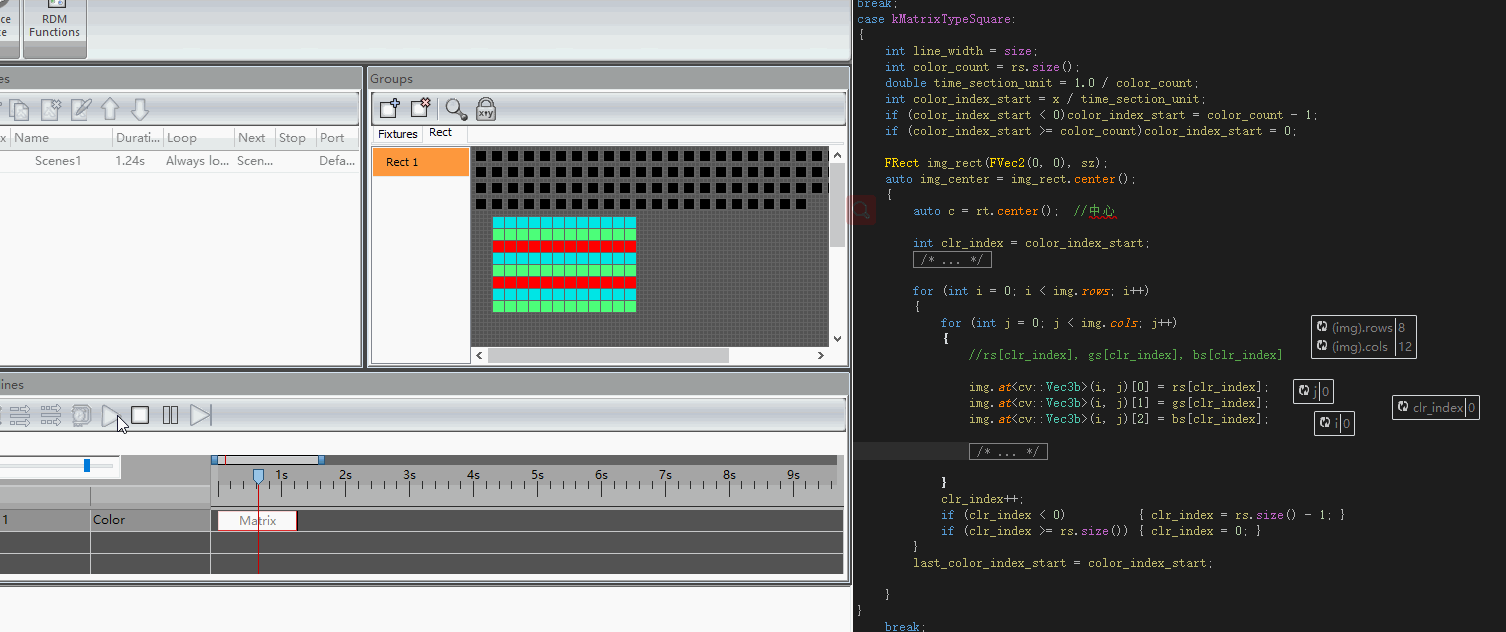 ce
RDM
Functions
es
x Name Durati... Loop Next Stop Port
Scenes1 1.24s Always lo... Scen... Defa...
Groups
x+y
Fixtures Rect
Rect 1
ines
1s 2s 3s 4s 5s 6s 7s 8s 9s
1 Color Matrix
break;
case kMatrixTypeSquare:
{
int line_width = size;
int color_count = rs.size();
double time_section_unit = 1.0 / color_count;
int color_index_start = x / time_section_unit;
if (color_index_start < 0)color_index_start = color_count - 1;
if (color_index_start >= color_count)color_index_start = 0;
FRect img_rect(FVec2(0, 0), sz);
auto img_center = img_rect.center();
{
auto c = rt.center(); //中心
int clr_index = color_index_start;
/* ... */
for (int i = 0; i < img.rows; i++)
{
for (int j = 0; j < img.cols; j++)
{
//rs[clr_index], gs[clr_index], bs[clr_index]
img.at<cv::Vec3b>(i, j)[0] = rs[clr_index];
img.at<cv::Vec3b>(i, j)[1] = gs[clr_index];
img.at<cv::Vec3b>(i, j)[2] = bs[clr_index];
/* ... */
}
clr_index++;
if (clr_index < 0) { clr_index = rs.size() - 1; }
if (clr_index >= rs.size()) { clr_index = 0; }
}
last_color_index_start = color_index_start;
}
}
break;
(img).rows 8
(img).cols 12
j 0
i 0
clr_index 0